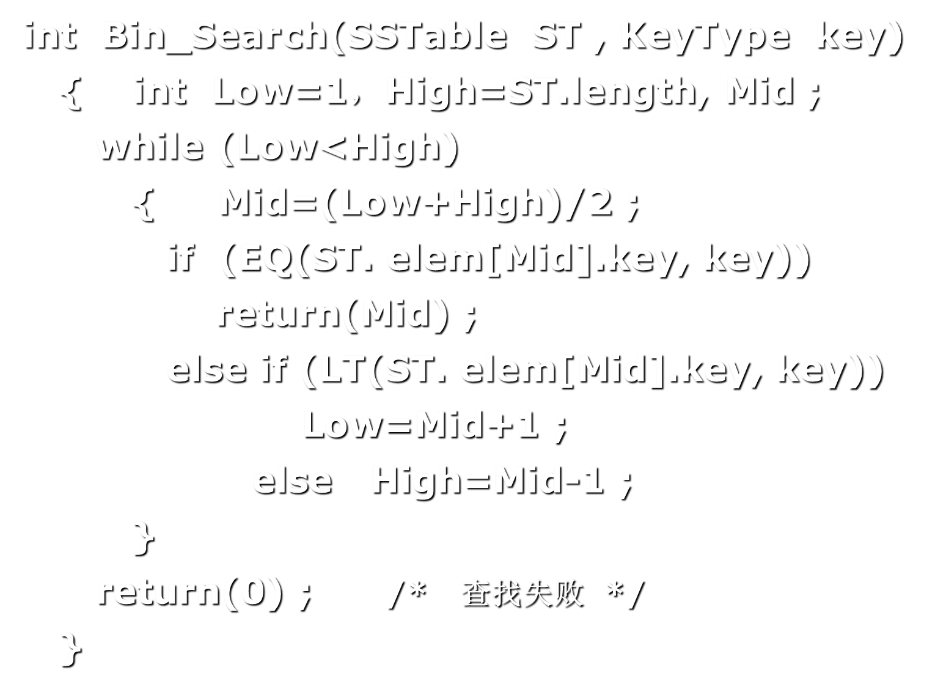 int Bin_Search(SSTable ST , KeyType key)
{ int Low=1，High=ST.length, Mid ;
while (Low<High)
{ Mid=(Low+High)/2 ;
if (EQ(ST. elem[Mid].key, key))
return(Mid) ;
else if (LT(ST. elem[Mid].key, key))
Low=Mid+1 ;
else High=Mid-1 ;
}
return(0) ; /* 查找失败 */
}